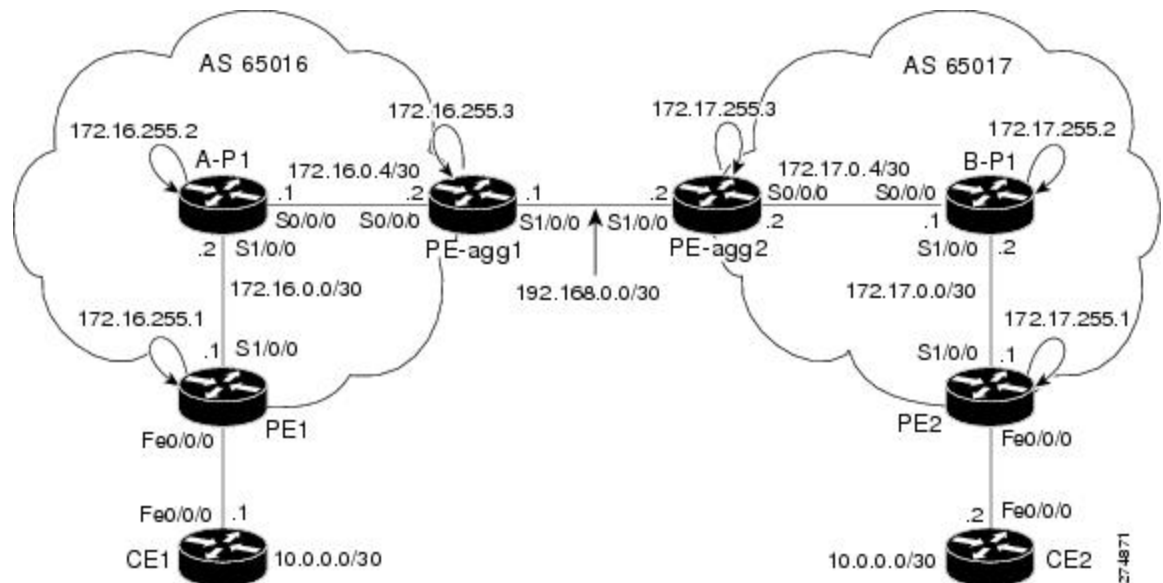 AS 65016
AS 65017
172.16.255.3
172.17.255.3
172.16.255.2
172.17.255.2
A-P1
B-P1
172.16.0.4/30
172.17.0.4/30
.1
.2
.1
.2
S0/0/0
S0/0/0
S0/0/0
S0/0/0
S1/0/0
S1/0/0
.2
.1
.2
S1/0/0
PE-agg1
PE-agg2
S1/0/0
.2
172.16.0.0/30
192.168.0.0/30
172.17.0.0/30
172.16.255.1
172.17.255.1
.1
S1/0/0
S1/0/0
.1
PE1
PE2
Fe0/0/0
Fe0/0/0
Fe0/0/0
.1
.2
Fe0/0/0
CE1
10.0.0.0/30
10.0.0.0/30
CE2
274871